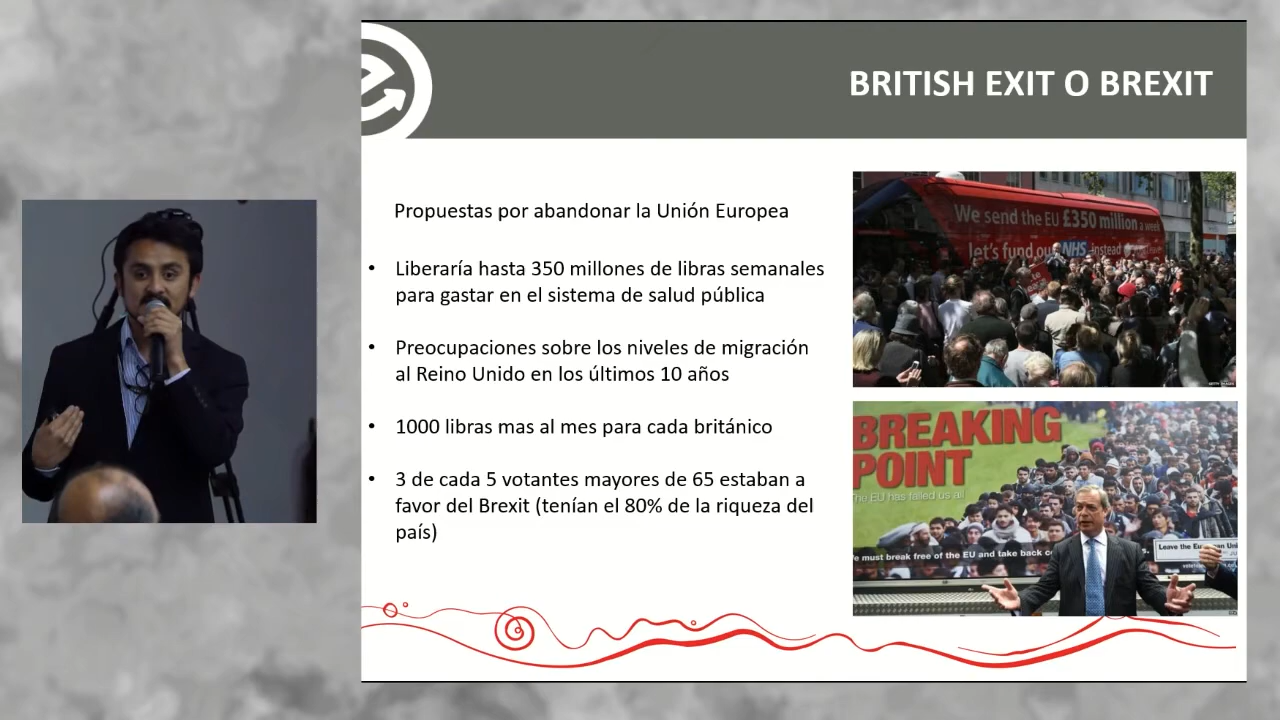 BRITISH EXIT O BREXIT
Propuestas por abandonar la Unión Europea
• Liberaría hasta 350 millones de libras semanales
para gastar en el sistema de salud pública
• Preocupaciones sobre los niveles de migración
al Reino Unido en los últimos 10 años
• 1000 libras mas al mes para cada británico
• 3 de cada 5 votantes mayores de 65 estaban a
favor del Brexit (tenían el 80% de la riqueza del
país)
We send the EU £350 million a week
let's fund our NHS instead
BREAKING
POINT
The EU has failed us all
We must break free of the EU and take back
Leave the European